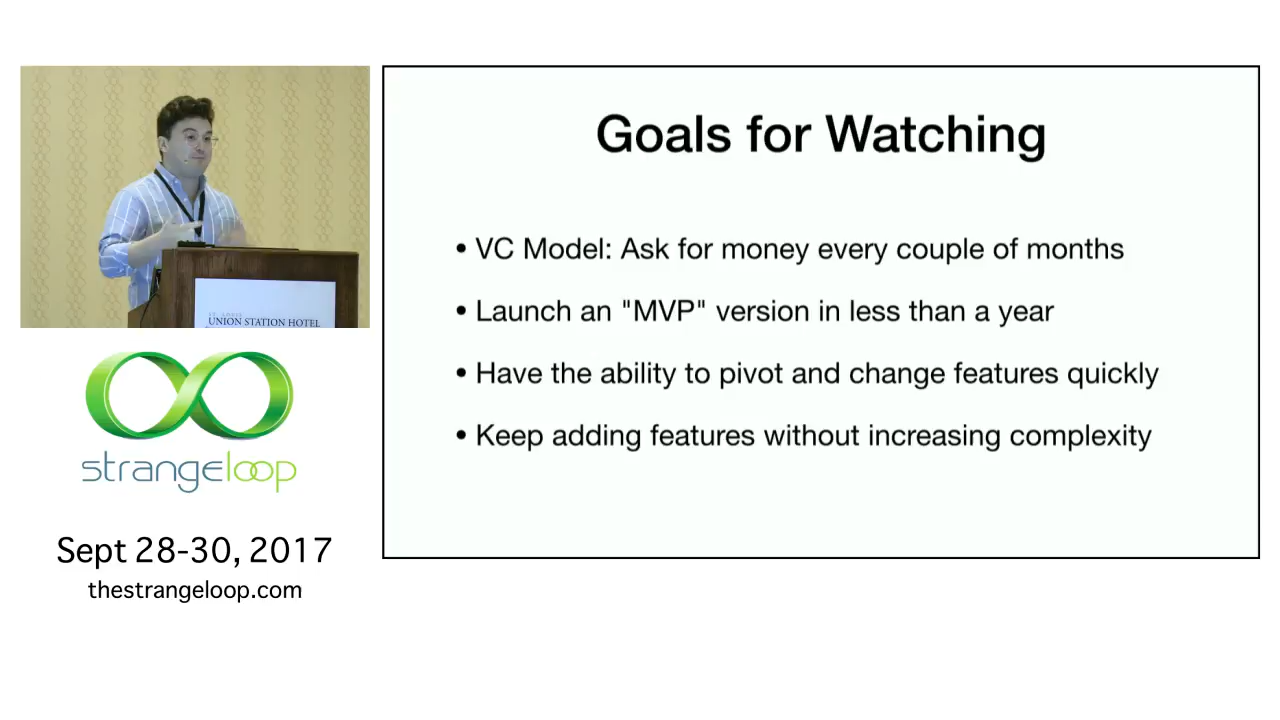 Goals for Watching
• VC Model: Ask for money every couple of months
• Launch an "MVP" version in less than a year
• Have the ability to pivot and change features quickly
• Keep adding features without increasing complexity
ST. LOUIS
UNION STATION HOTEL
strangeloop
Sept 28-30, 2017
thestrangeloop.com